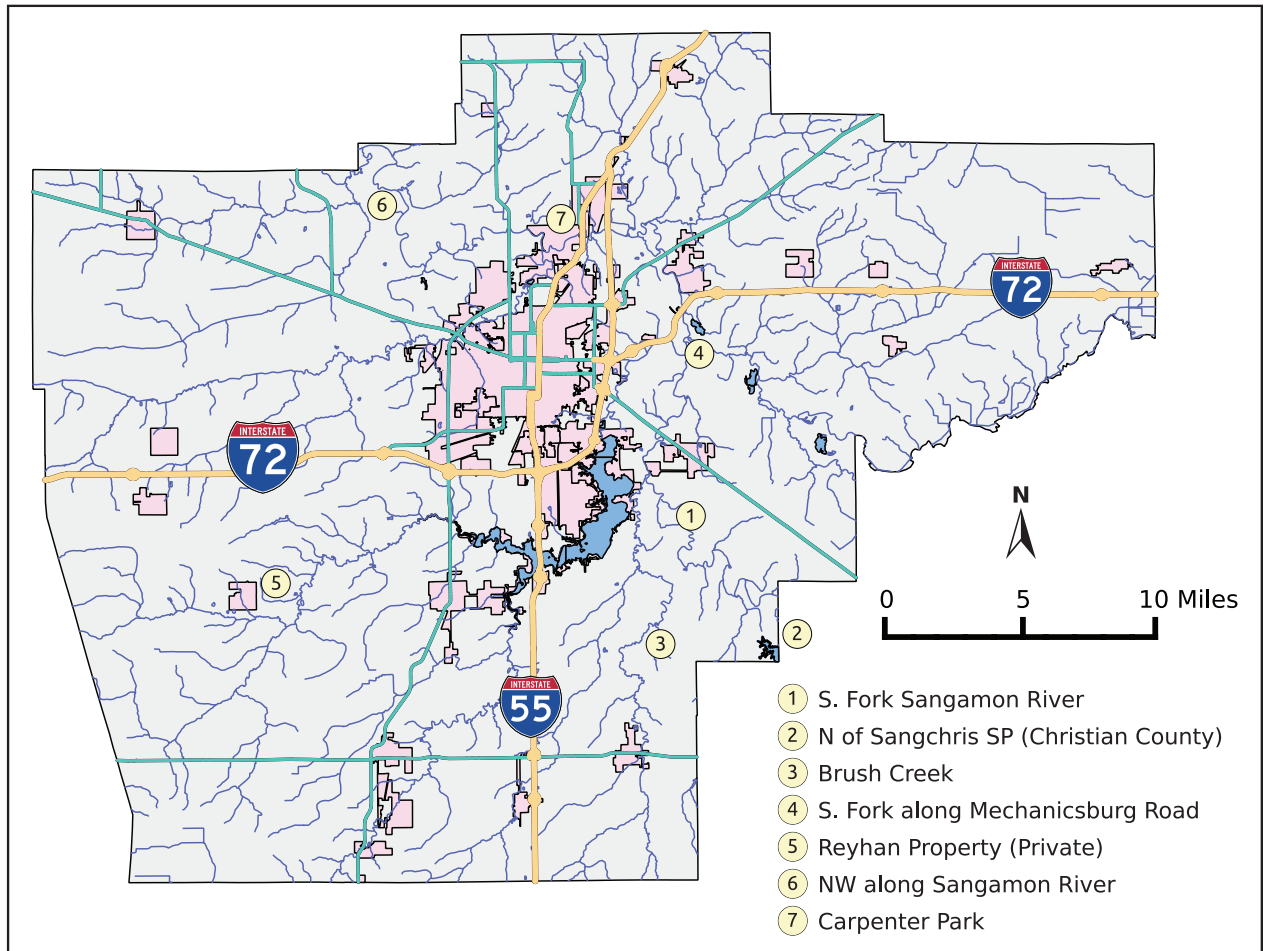 6
7
INTERSTATE
72
4
INTERSTATE
72
N
1
0 5 10 Miles
5
2
3
INTERSTATE
55
1 S. Fork Sangamon River
2 N of Sangchris SP (Christian County)
3 Brush Creek
4 S. Fork along Mechanicsburg Road
5 Reyhan Property (Private)
6 NW along Sangamon River
7 Carpenter Park